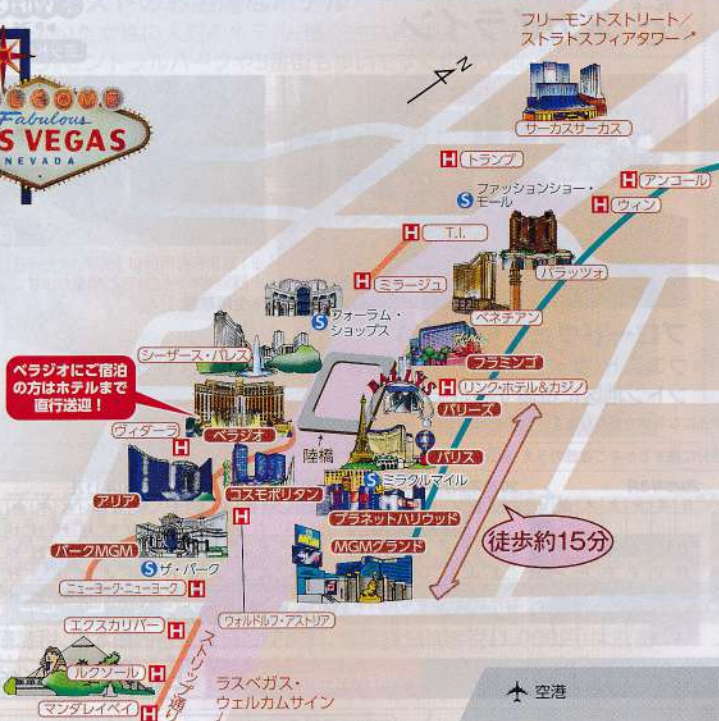 フリーモントストリート/
ストラトスフィアタワー↗
N
サーカスサーカス
WELCOME
Fabulous
S VEGAS
NEVADA
H トランプ
S ファッションショー・
モール
H アンコール
H ウィン
H T.I.
パラッツォ
H ミラージュ
ベネチアン
S フォーラム・
ショップス
シーザース・パレス
フラミンゴ
ベラジオにご宿泊
の方はホテルまで
直行送迎！
BALLY'S
H リンク・ホテル&カジノ
バリーズ
ヴィダーラ
H
ベラジオ
陸橋
パリス
S ミラクルマイル
アリア
コスモポリタン
プラネットハリウッド
H
MGMグランド
徒歩約15分
パークMGM
S ザ・パーク
ニューヨーク・ニューヨーク H
ウォルドルフ・アストリア
エクスカリバー H
ストリップ通り
ルクソール H
マンダレイベイ H
ラスベガス・
ウェルカムサイン
空港